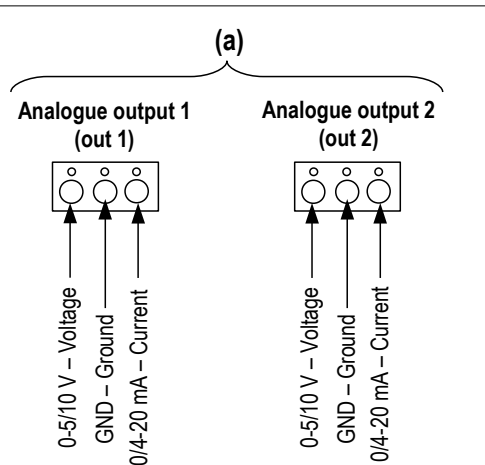 (a)
Analogue output 1
(out 1)
0-5/10 V – Voltage
GND – Ground
0/4-20 mA – Current
Analogue output 2
(out 2)
0-5/10 V – Voltage
GND – Ground
0/4-20 mA – Current